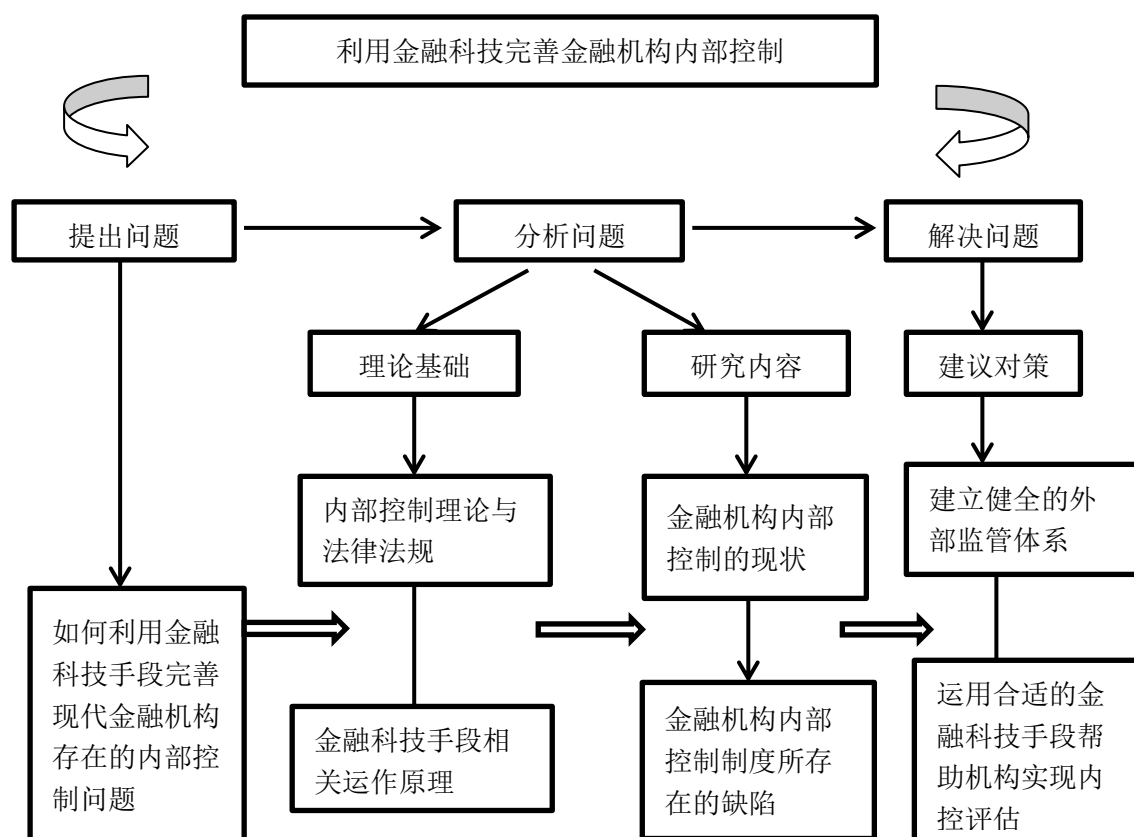 利用金融科技完善金融机构内部控制
提出问题
分析问题
解决问题
理论基础
研究内容
建议对策
内部控制理论与
法律法规
金融机构内部
控制的现状
建立健全的外
部监管体系
如何利用金融
科技手段完善
现代金融机构
存在的内部控
制问题
金融科技手段相
关运作原理
金融机构内部
控制制度所存
在的缺陷
运用合适的金
融科技手段帮
助机构实现内
控评估